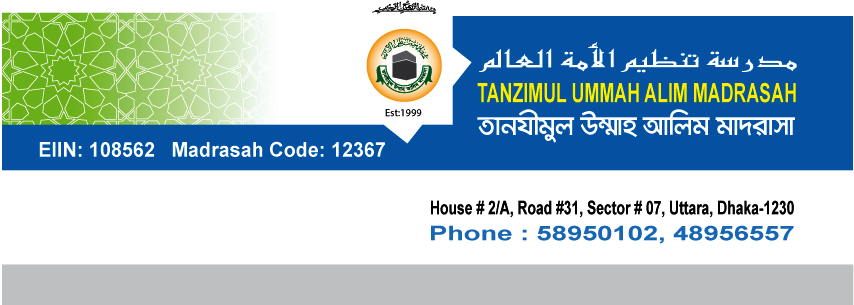 مدرسة تنظيم الأمة العالم
TANZIMUL UMMAH ALIM MADRASAH
তানযীমুল উম্মাহ আলিম মাদরাসা
Est:1999
EIIN: 108562 Madrasah Code: 12367
House # 2/A, Road #31, Sector # 07, Uttara, Dhaka-1230
Phone : 58950102, 48956557